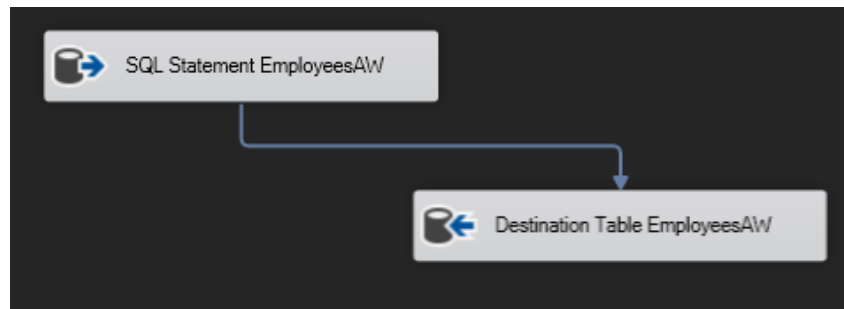 SQL Statement EmployeesAW
Destination Table EmployeesAW